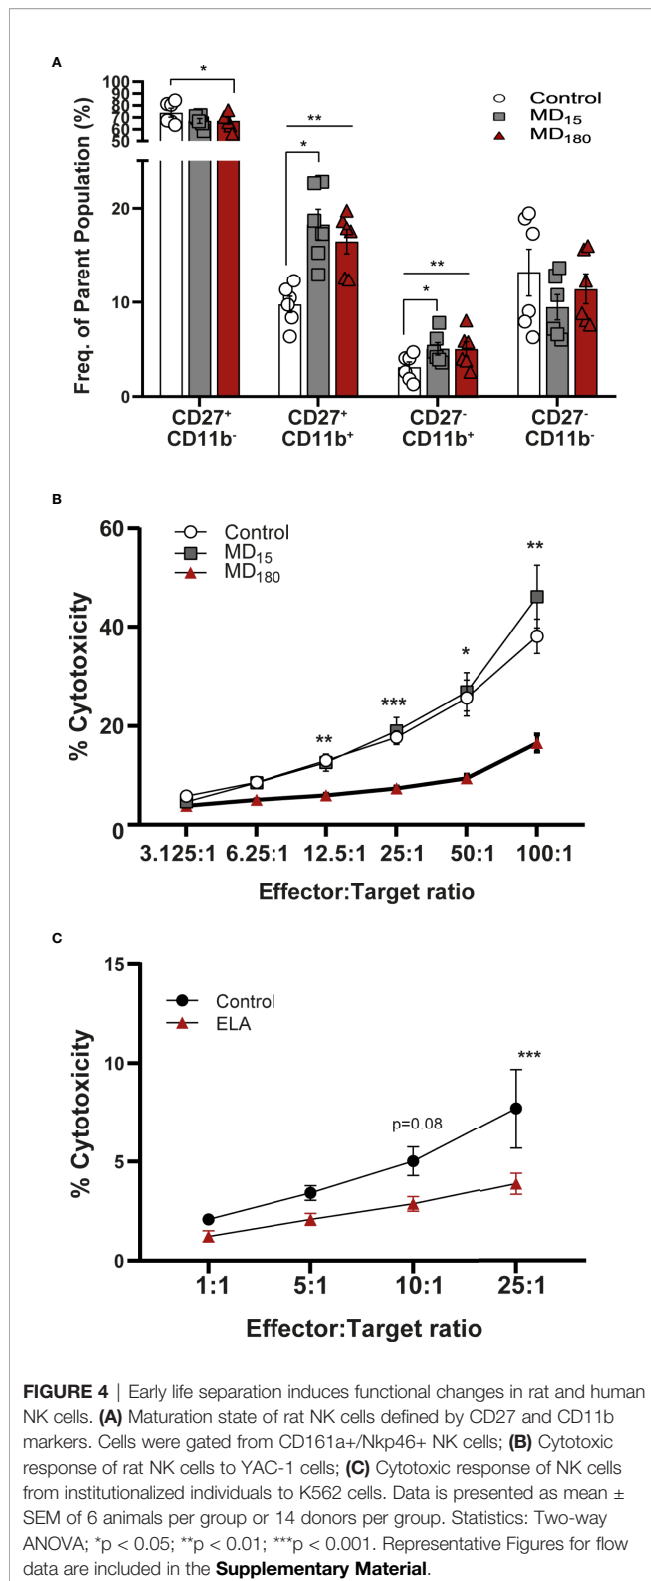 A
*
100
90
80
70
60
50
20
10
0
Freq. of Parent Population (%)
Control
MD15
MD180
**
*
**
*
CD27+ CD27+ CD27- CD27-
CD11b- CD11b+ CD11b+ CD11b-
B
60
40
20
0
% Cytotoxicity
Control
MD15
MD180
**
***
*
**
3.125:1 6.25:1 12.5:1 25:1 50:1 100:1
Effector:Target ratio
C
15
10
5
0
% Cytotoxicity
Control
ELA
p=0.08
***
1:1 5:1 10:1 25:1
Effector:Target ratio
FIGURE 4 | Early life separation induces functional changes in rat and human
NK cells. (A) Maturation state of rat NK cells defined by CD27 and CD11b
markers. Cells were gated from CD161a+/Nkp46+ NK cells; (B) Cytotoxic
response of rat NK cells to YAC-1 cells; (C) Cytotoxic response of NK cells
from institutionalized individuals to K562 cells. Data is presented as mean ±
SEM of 6 animals per group or 14 donors per group. Statistics: Two-way
ANOVA; *p < 0.05; **p < 0.01; ***p < 0.001. Representative Figures for flow
data are included in the Supplementary Material.